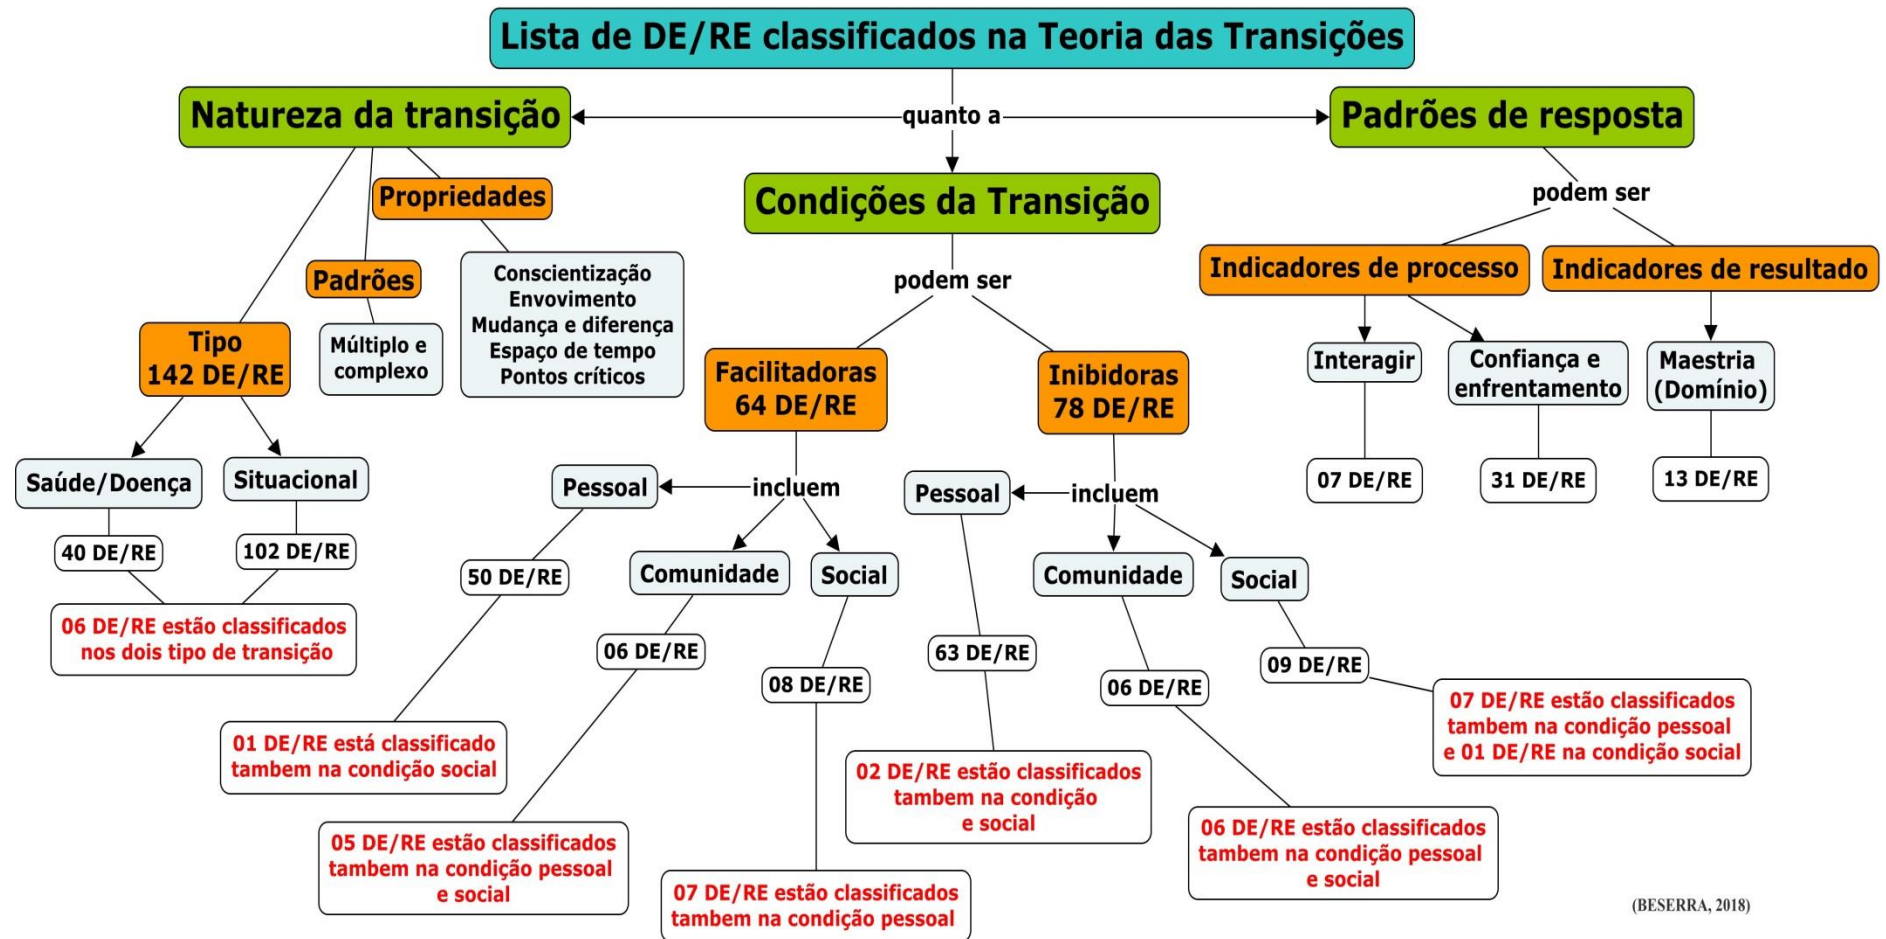 Lista de DE/RE classificados na Teoria das Transições
quanto a
Natureza da transição
Propriedades
Conscientização
Envovimento
Mudança e diferença
Espaço de tempo
Pontos críticos
Padrões
Múltiplo e
complexo
Tipo
142 DE/RE
Saúde/Doença
40 DE/RE
Situacional
102 DE/RE
06 DE/RE estão classificados
nos dois tipo de transição
Condições da Transição
podem ser
Facilitadoras
64 DE/RE
incluem
Pessoal
50 DE/RE
01 DE/RE está classificado
tambem na condição social
Comunidade
06 DE/RE
05 DE/RE estão classificados
tambem na condição pessoal
e social
Social
08 DE/RE
07 DE/RE estão classificados
tambem na condição pessoal
Inibidoras
78 DE/RE
incluem
Pessoal
63 DE/RE
02 DE/RE estão classificados
tambem na condição
e social
Comunidade
06 DE/RE
06 DE/RE estão classificados
tambem na condição pessoal
e social
Social
09 DE/RE
07 DE/RE estão classificados
tambem na condição pessoal
e 01 DE/RE na condição social
Padrões de resposta
podem ser
Indicadores de processo
Interagir
07 DE/RE
Confiança e
enfrentamento
31 DE/RE
Indicadores de resultado
Maestria
(Domínio)
13 DE/RE
(BESERRA, 2018)